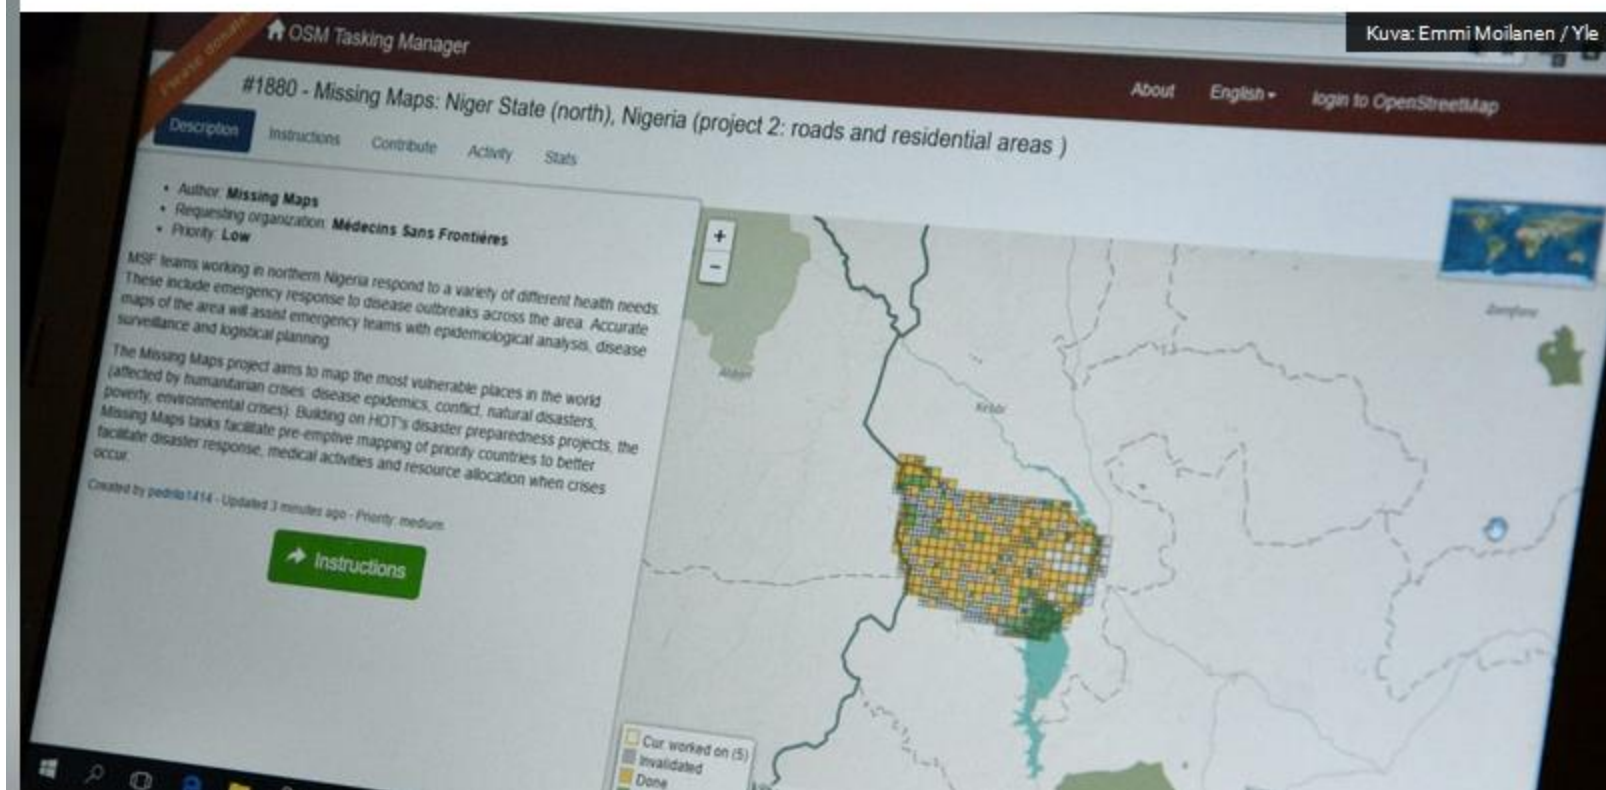 Kuva: Emmi Moilanen / Yle
Please donate
OSM Tasking Manager
About English login to OpenStreetMap
#1880 - Missing Maps: Niger State (north), Nigeria (project 2: roads and residential areas )
Description Instructions Contribute Activity Stats
• Author: Missing Maps
• Requesting organization: Médecins Sans Frontières
• Priority: Low
MSF teams working in northern Nigeria respond to a variety of different health needs.
These include emergency response to disease outbreaks across the area. Accurate
maps of the area will assist emergency teams with epidemiological analysis, disease
surveillance and logistical planning.
The Missing Maps project aims to map the most vulnerable places in the world
(affected by humanitarian crises: disease epidemics, conflict, natural disasters,
poverty, environmental crises). Building on HOT's disaster preparedness projects, the
Missing Maps tasks facilitate pre-emptive mapping of priority countries to better
facilitate disaster response, medical activities and resource allocation when crises
occur.
Created by pedrito1414 - Updated 3 minutes ago - Priority: medium
Instructions
+
−
Zamfara
Alibori
Kebbi
Cur. worked on (5)
Invalidated
Done